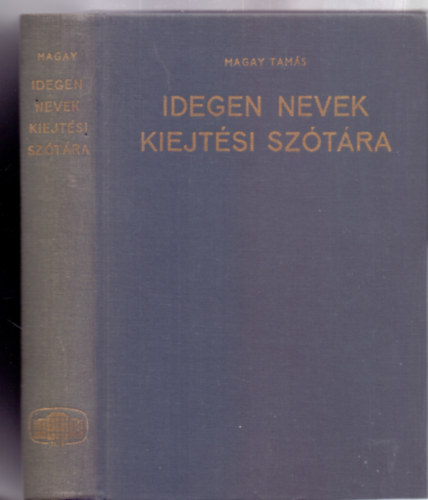 MAGAY
IDEGEN
NEVEK
KIEJTÉSI
SZÓTÁRA
MAGAY TAMÁS
IDEGEN NEVEK
KIEJTÉSI SZÓTÁRA